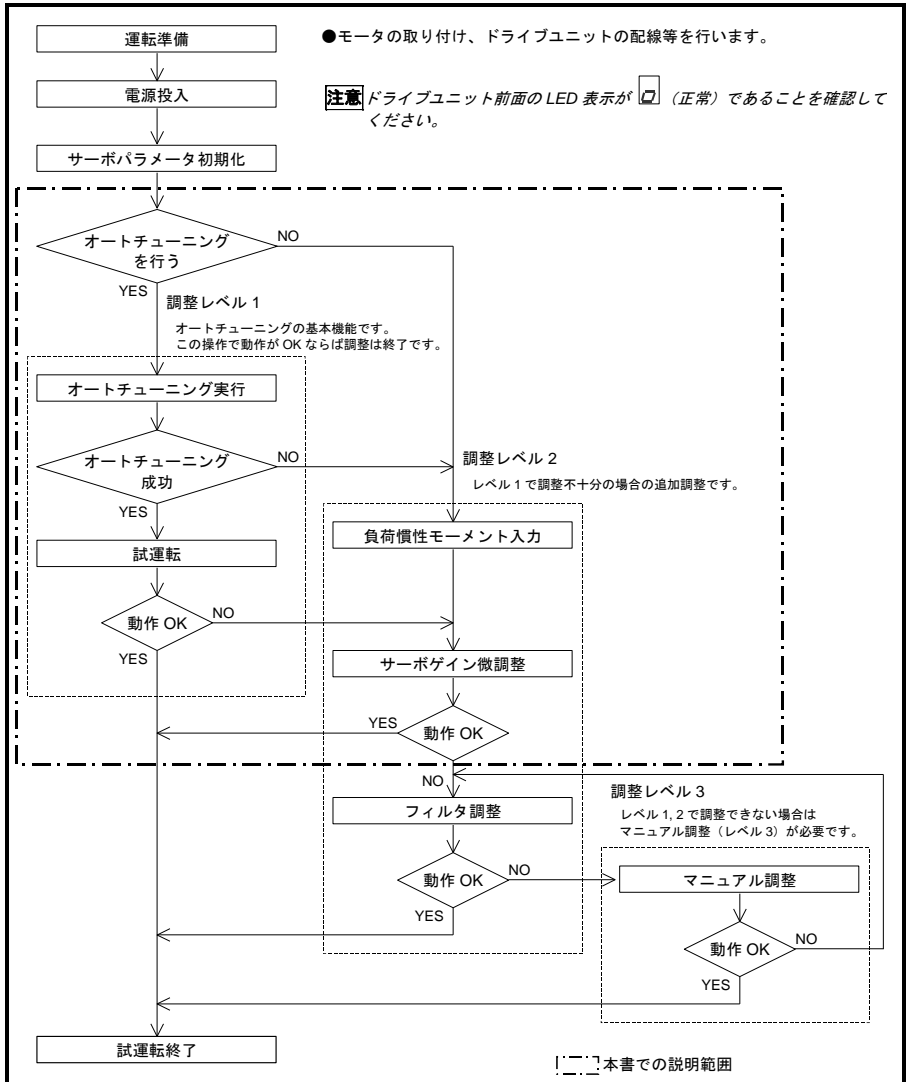 運転準備
●モータの取り付け、ドライブユニットの配線等を行います。
電源投入
注意 ドライブユニット前面の LED 表示が （正常）であることを確認して
ください。
サーボパラメータ初期化
オートチューニング
を行う
NO
YES
調整レベル 1
オートチューニングの基本機能です。
この操作で動作が OK ならば調整は終了です。
オートチューニング実行
オートチューニング
成功
NO
YES
調整レベル 2
レベル 1 で調整不十分の場合の追加調整です。
試運転
負荷慣性モーメント入力
動作 OK
NO
YES
サーボゲイン微調整
動作 OK
YES
NO
調整レベル 3
レベル 1, 2 で調整できない場合は
マニュアル調整（レベル 3）が必要です。
フィルタ調整
動作 OK
NO
YES
マニュアル調整
動作 OK
NO
YES
試運転終了
本書での説明範囲